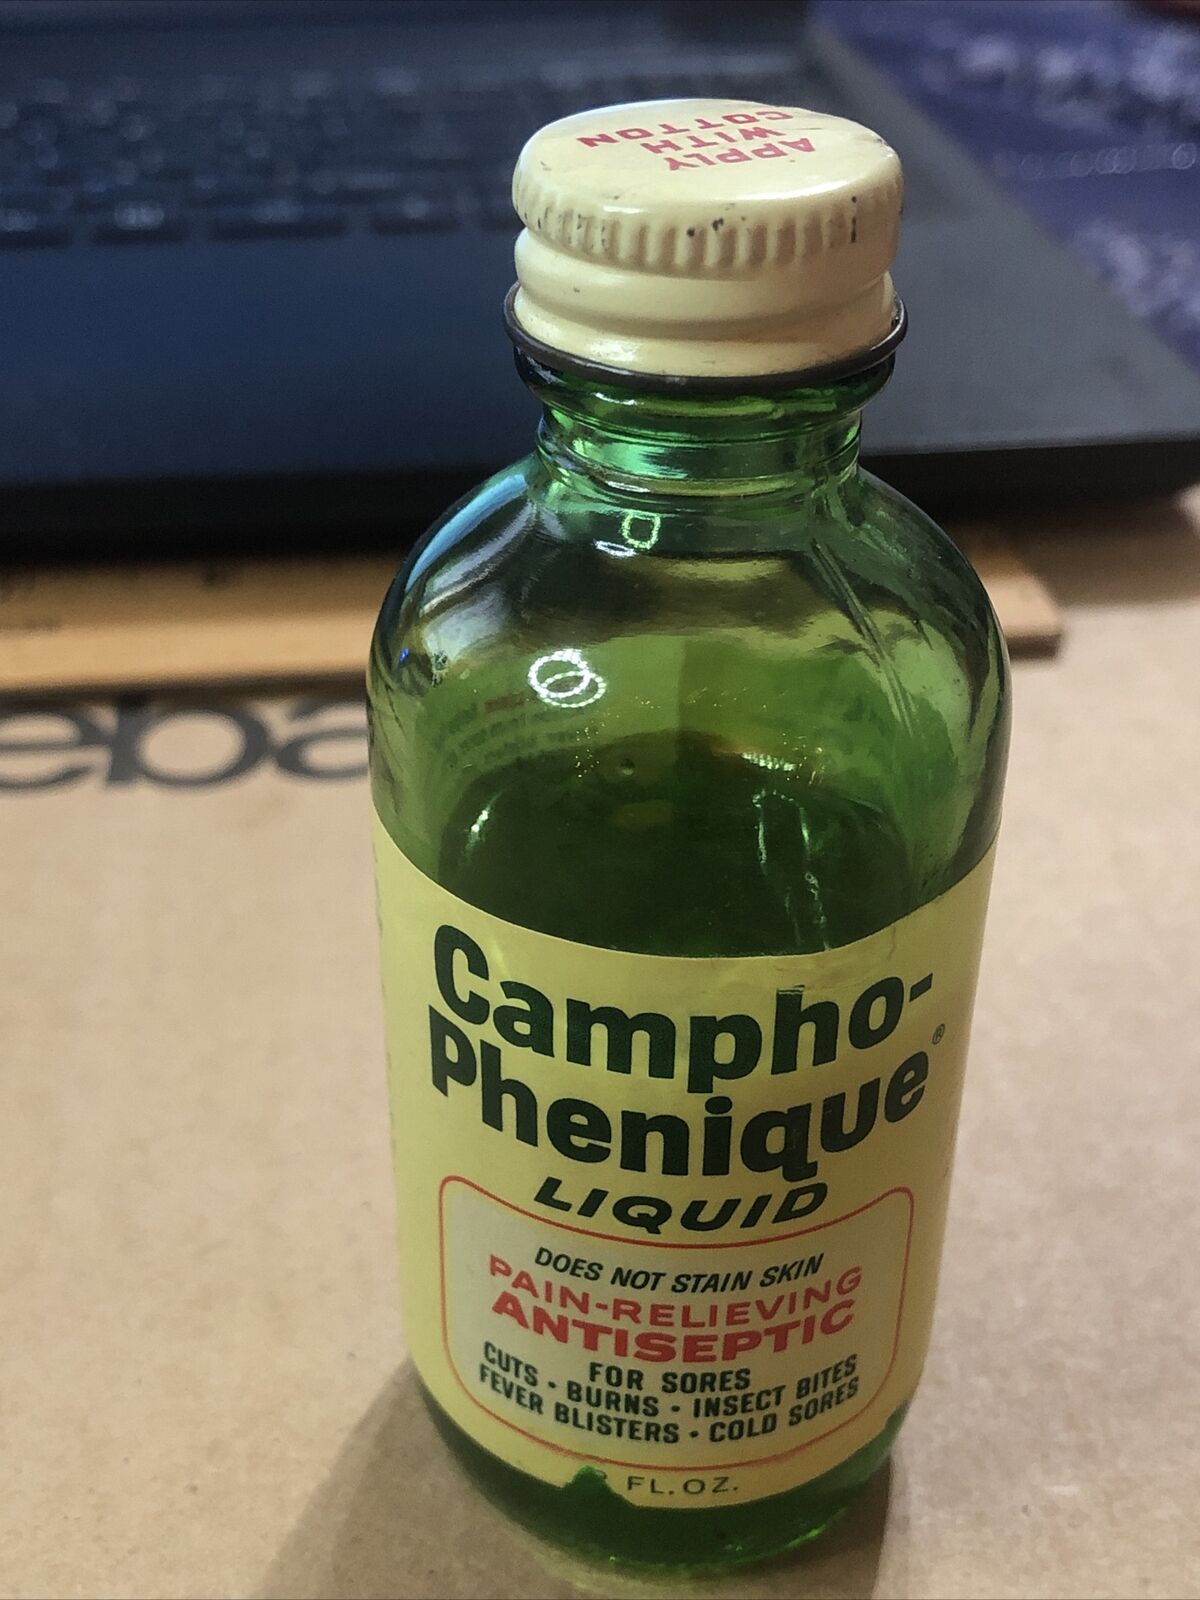 APPLY
WITH
COTTON
eba
Campho-
Phenique®
LIQUID
DOES NOT STAIN SKIN
PAIN-RELIEVING
ANTISEPTIC
FOR SORES
CUTS • BURNS • INSECT BITES
FEVER BLISTERS • COLD SORES
FL. OZ.